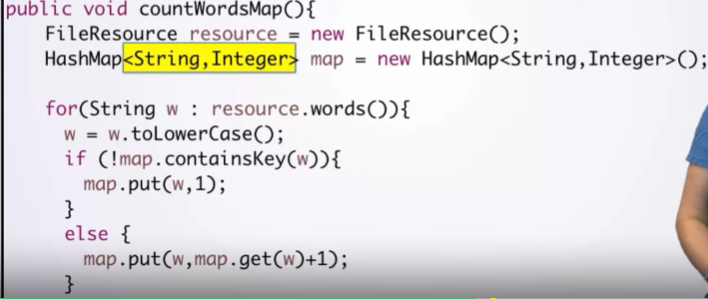 public void countWordsMap(){
FileResource resource = new FileResource();
HashMap<String,Integer> map = new HashMap<String,Integer>();
for(String w : resource.words()){
w = w.toLowerCase();
if (!map.containsKey(w)){
map.put(w,1);
}
else {
map.put(w,map.get(w)+1);
}